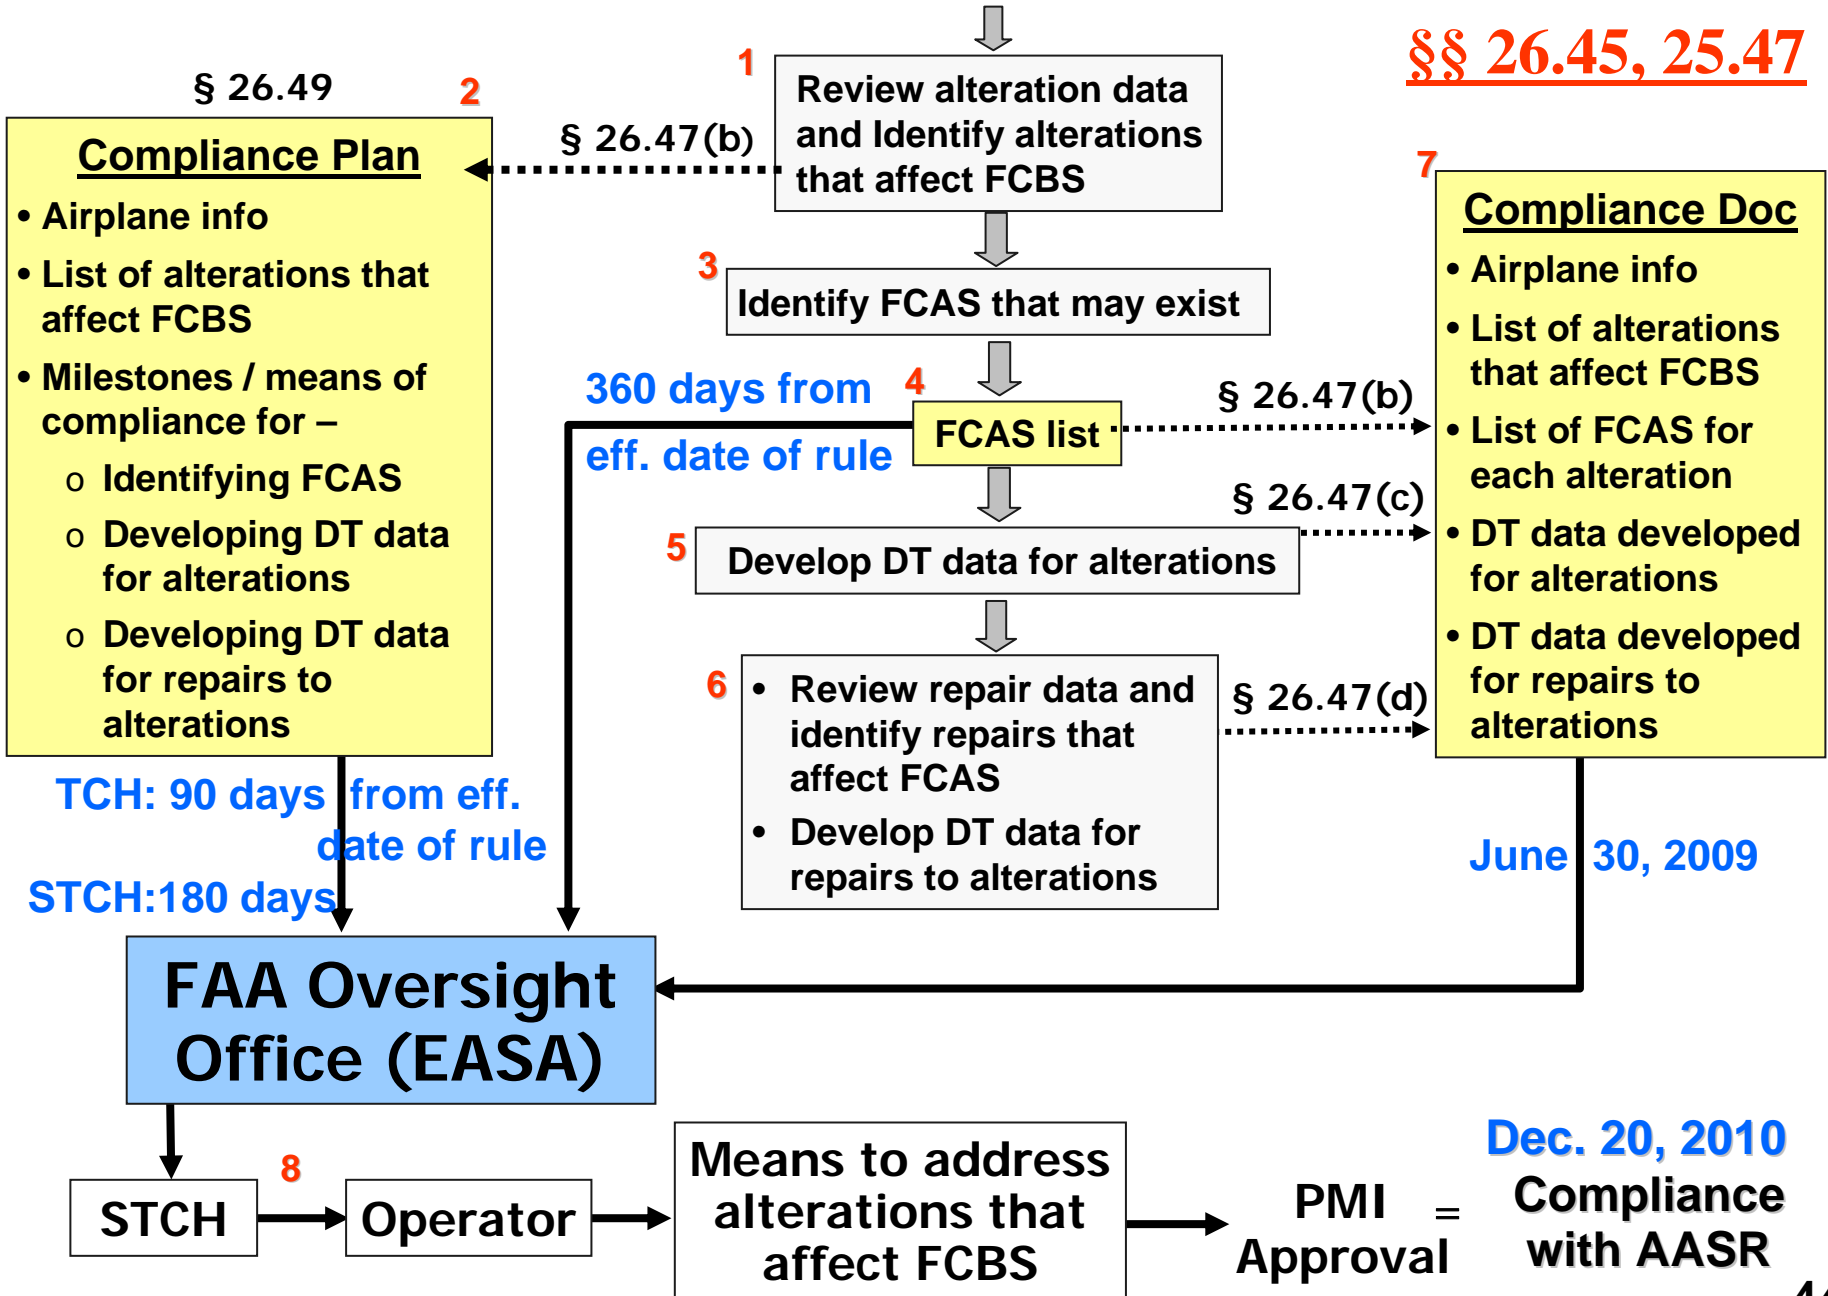 §§ 26.45, 25.47
1
Review alteration data
and Identify alterations
that affect FCBS
§ 26.49
2
§ 26.47(b)
Compliance Plan
• Airplane info
• List of alterations that
affect FCBS
• Milestones / means of
compliance for –
o Identifying FCAS
o Developing DT data
for alterations
o Developing DT data
for repairs to
alterations
3
Identify FCAS that may exist
360 days from
eff. date of rule
4
FCAS list
§ 26.47(b)
§ 26.47(c)
5
Develop DT data for alterations
6
• Review repair data and
identify repairs that
affect FCAS
• Develop DT data for
repairs to alterations
§ 26.47(d)
7
Compliance Doc
• Airplane info
• List of alterations
that affect FCBS
• List of FCAS for
each alteration
• DT data developed
for alterations
• DT data developed
for repairs to
alterations
TCH: 90 days from eff.
date of rule
STCH:180 days
June 30, 2009
FAA Oversight
Office (EASA)
STCH
8
Operator
Means to address
alterations that
affect FCBS
PMI
Approval
=
Dec. 20, 2010
Compliance
with AASR